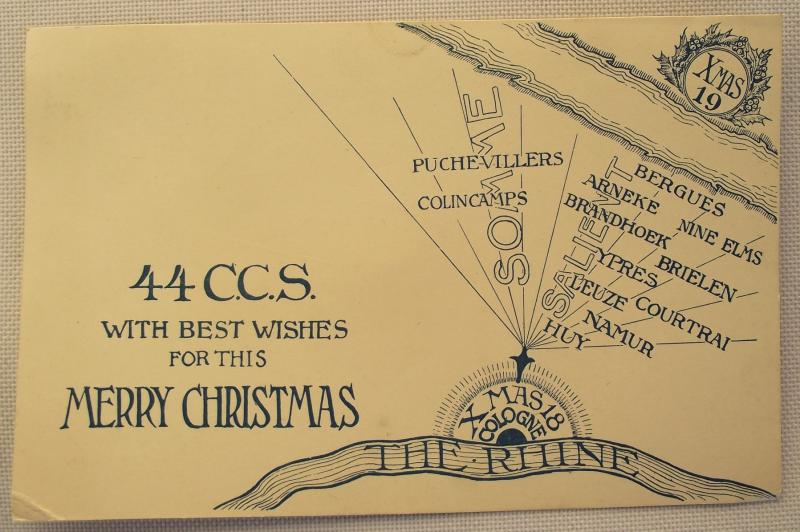 XMAS
19
SOMME
PUCHEVILLERS
COLINCAMPS
SALIENT
BERGUES
ARNEKE
NINE ELMS
BRANDHOEK
BRIELEN
YPRES
LEUZE
COURTRAI
NAMUR
HUY
44 C.C.S.
WITH BEST WISHES
FOR THIS
MERRY CHRISTMAS
XMAS 18
COLOGNE
THE RHINE